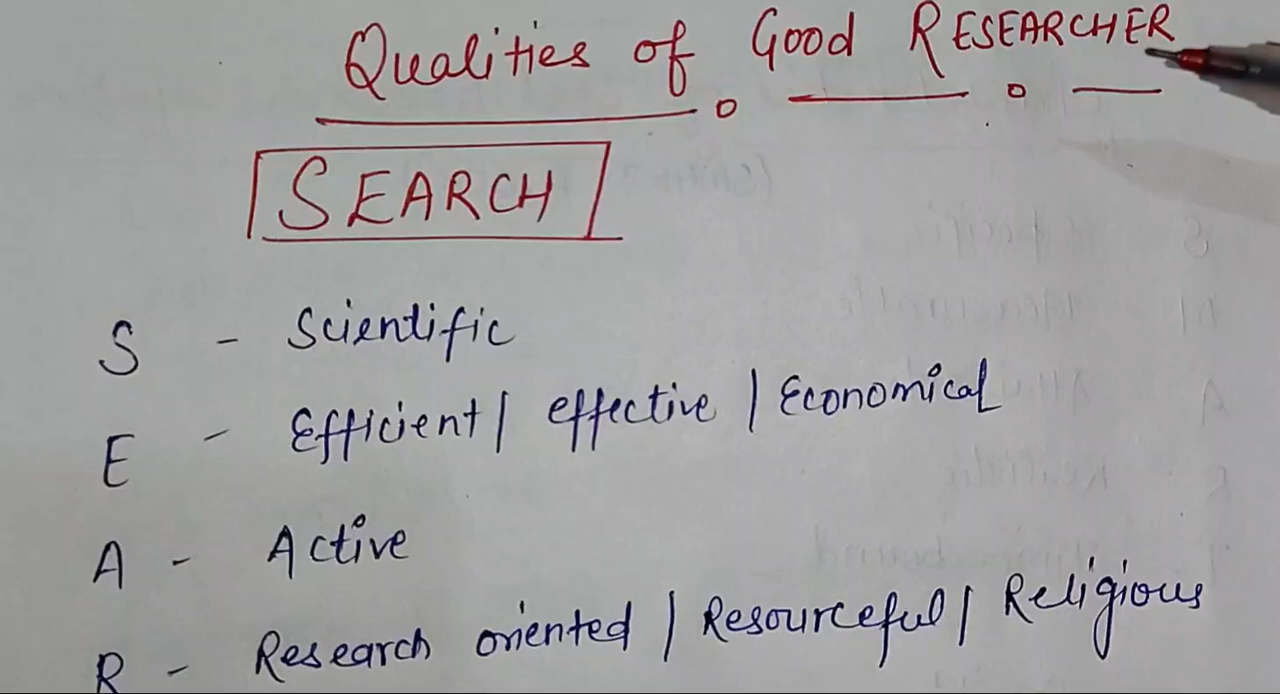 Qualities of Good RESEARCHER
SEARCH
S - Scientific
E - Efficient / effective / Economical
A - Active
R - Research oriented / Resourceful / Religious